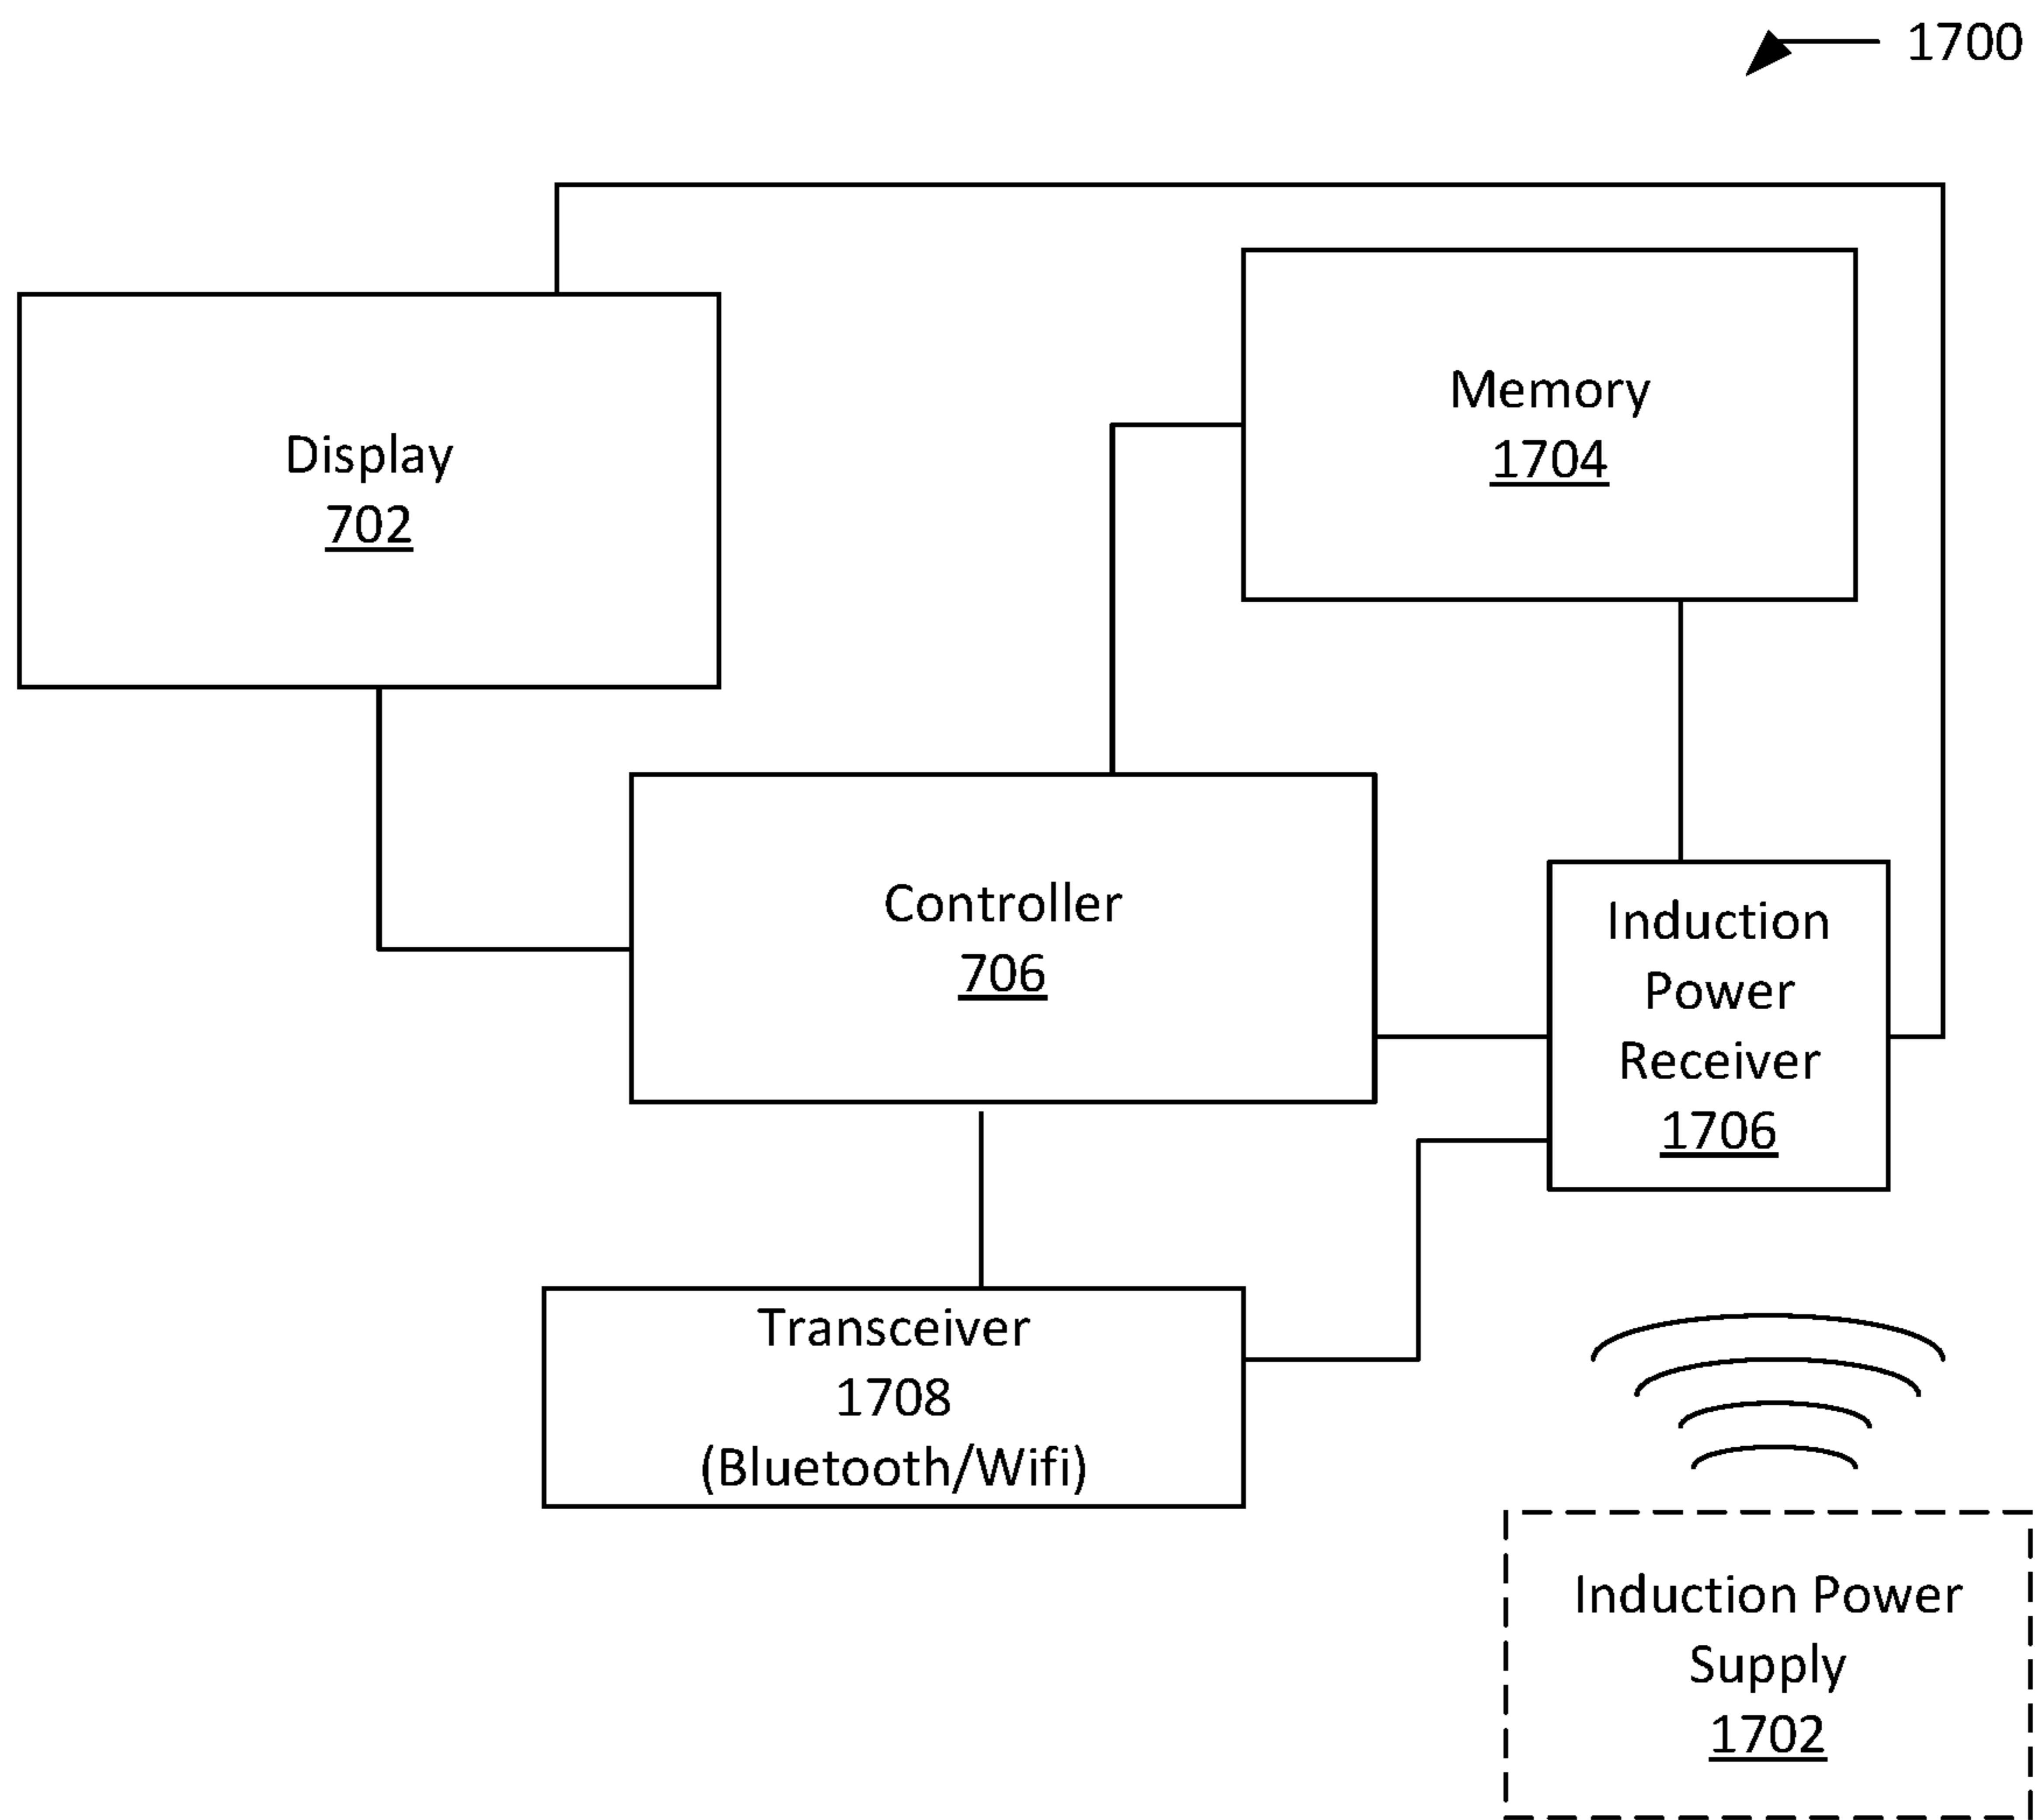 1700
Display
702
Memory
1704
Controller
706
Induction
Power
Receiver
1706
Transceiver
1708
(Bluetooth/Wifi)
Induction Power
Supply
1702